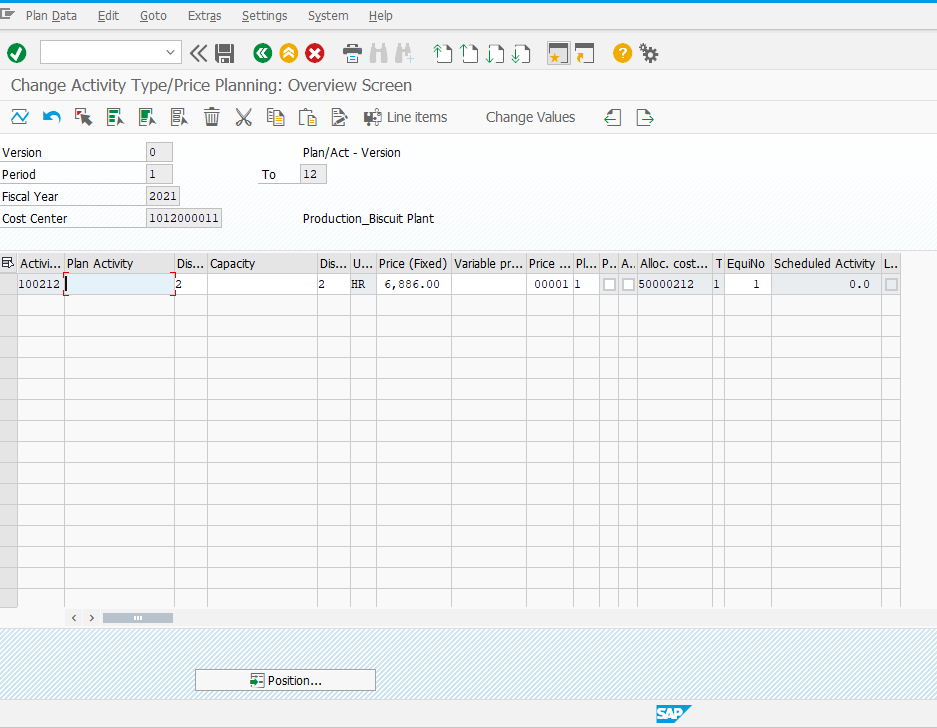 Plan Data Edit Goto Extras Settings System Help
Change Activity Type/Price Planning: Overview Screen
Line items Change Values
Version 0 Plan/Act - Version
Period 1 To 12
Fiscal Year 2021
Cost Center 1012000011 Production_Biscuit Plant
Activi... Plan Activity Dis... Capacity Dis... U... Price (Fixed) Variable pr... Price ... Pl... P.. A.. Alloc. cost... T EquiNo Scheduled Activity L..
100212 2 2 HR 6,886.00 00001 1 50000212 1 1 0.0
Position...
SAP